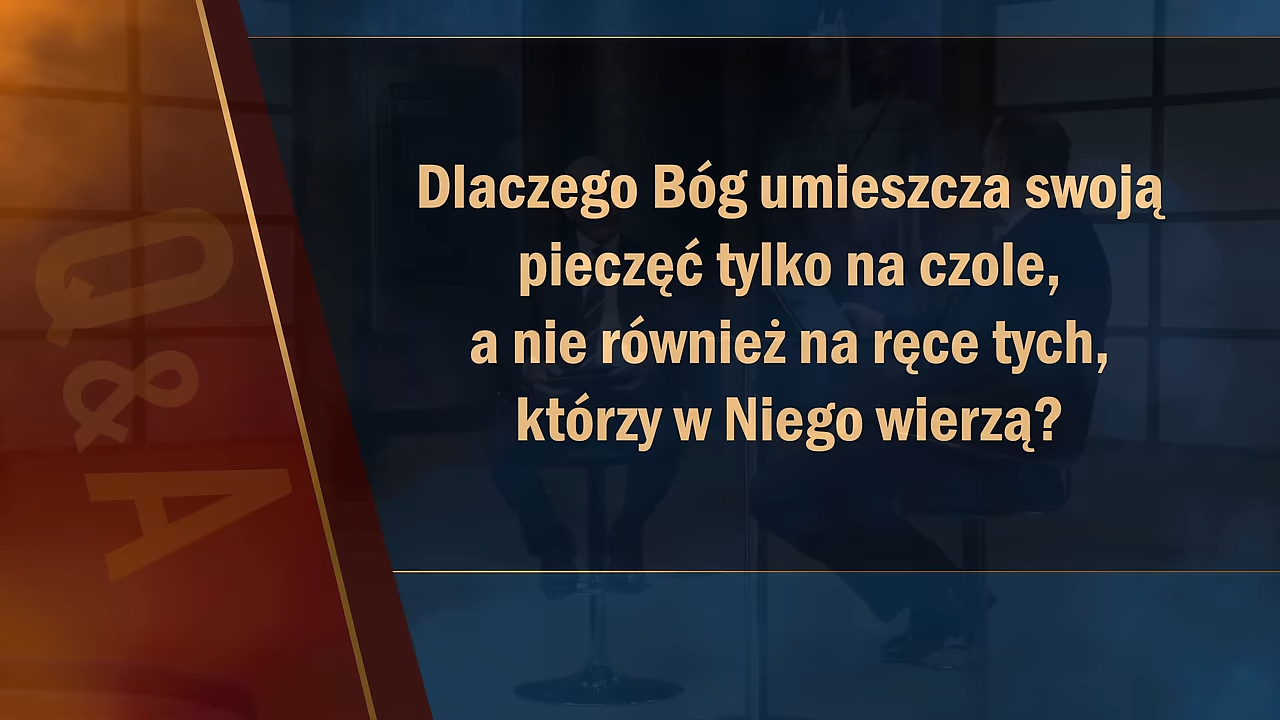 Q&A
Dlaczego Bóg umieszcza swoją
pieczęć tylko na czole,
a nie również na ręce tych,
którzy w Niego wierzą?